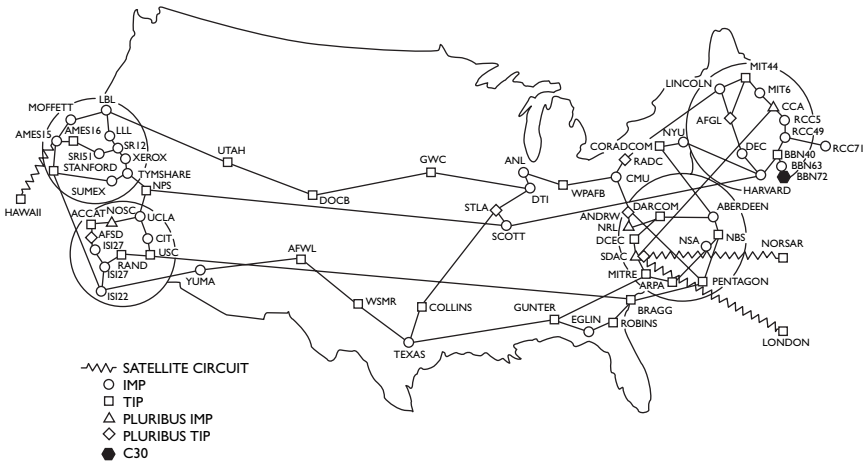 MIT44
LINCOLN
MIT6
CCA
RCC5
RCC49
RCC71
AFGL
DEC
BBN40
BBN63
BBN72
HARVARD
NYU
CORADCOM
RADC
CMU
LBL
MOFFETT
AMES15
AMES16
LLL
SRI2
SRI51
XEROX
STANFORD
TYMSHARE
SUMEX
NPS
HAWAII
UTAH
DOCB
GWC
ANL
DTI
WPAFB
STLA
SCOTT
ACCAT
NOSC
UCLA
AFSD
CIT
ISI27
RAND
USC
ISI27
ISI22
YUMA
AFWL
WSMR
TEXAS
COLLINS
GUNTER
EGLIN
ROBINS
BRAGG
DARCOM
ANDRW
NRL
DCEC
SDAC
MITRE
ARPA
NSA
NBS
ABERDEEN
PENTAGON
NORSAR
LONDON
SATELLITE CIRCUIT
IMP
TIP
PLURIBUS IMP
PLURIBUS TIP
C30